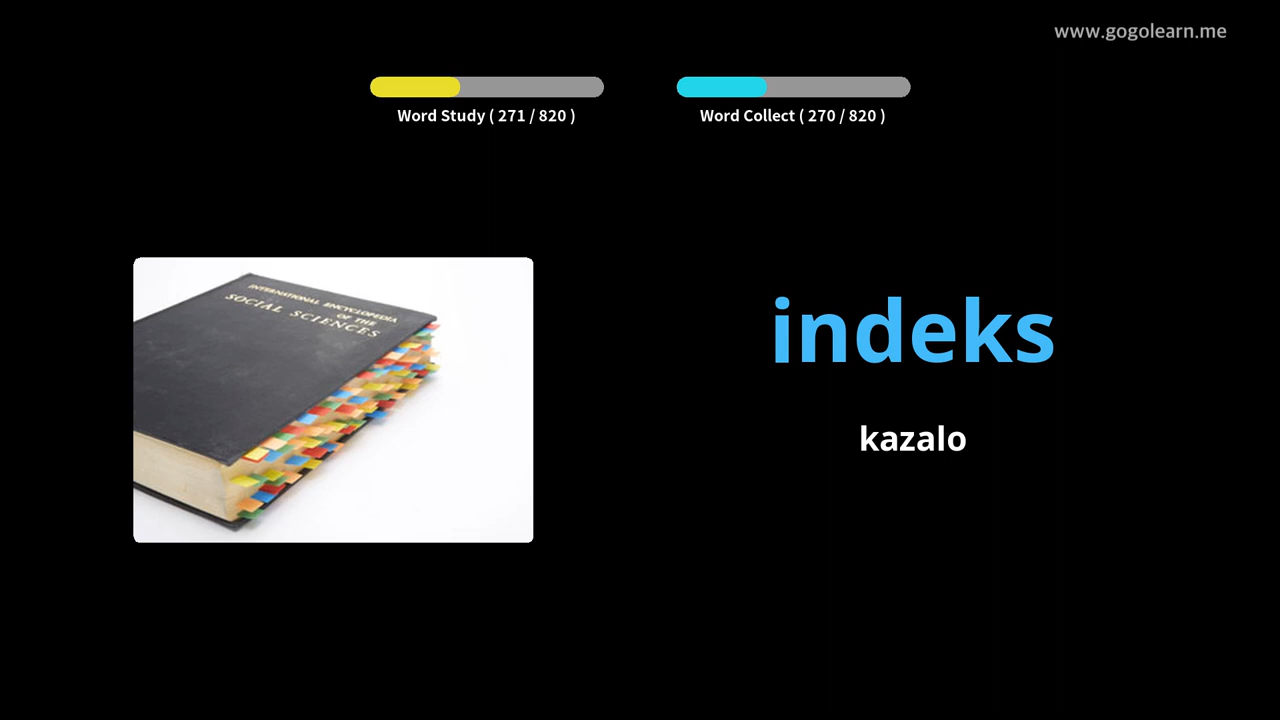 www.gogolearn.me
Word Study ( 271 / 820 )
Word Collect ( 270 / 820 )
INTERNATIONAL ENCYCLOPEDIA
OF THE
SOCIAL SCIENCES
indeks
kazalo